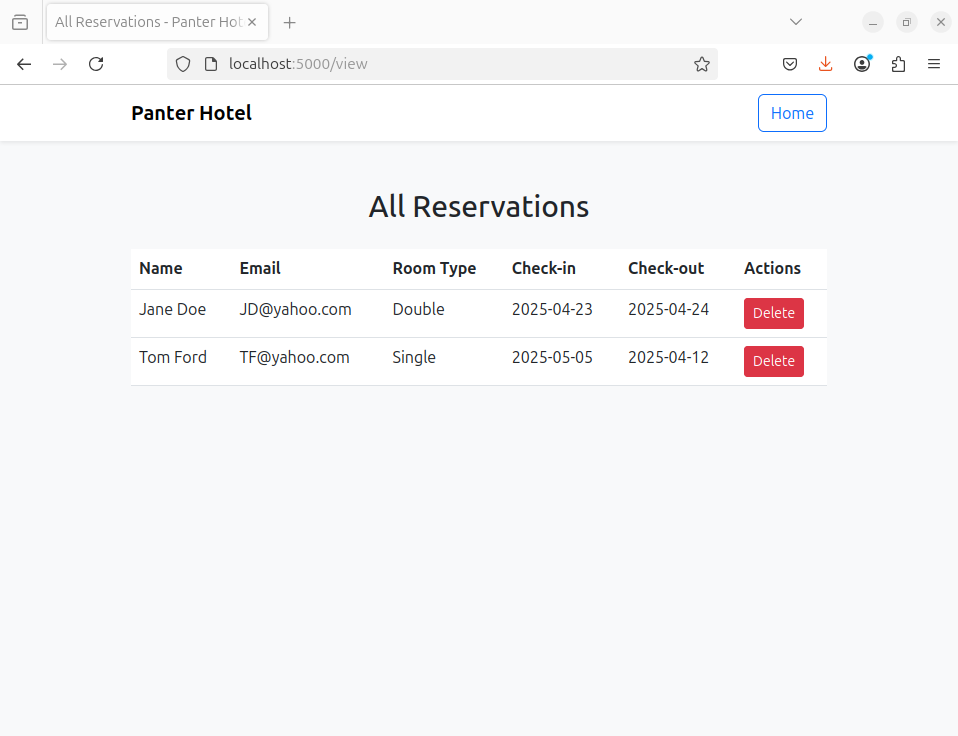 All Reservations - Panter Hot
localhost:5000/view
Panter Hotel Home
All Reservations
Name Email Room Type Check-in Check-out Actions
Jane Doe JD@yahoo.com Double 2025-04-23 2025-04-24 Delete
Tom Ford TF@yahoo.com Single 2025-05-05 2025-04-12 Delete